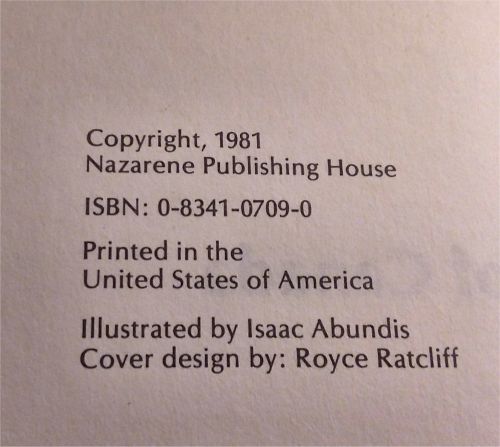 Copyright, 1981
Nazarene Publishing House
ISBN: 0-8341-0709-0
Printed in the
United States of America
Illustrated by Isaac Abundis
Cover design by: Royce Ratcliff